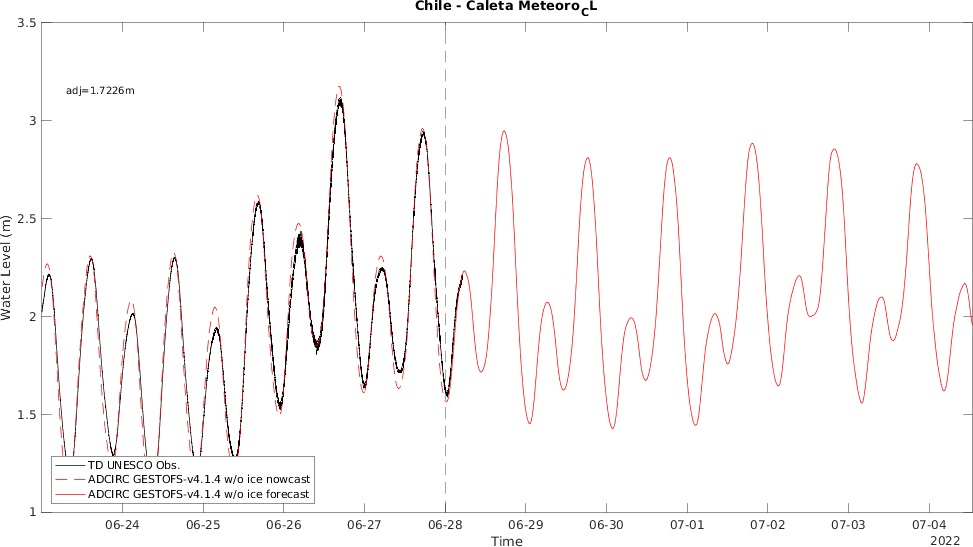 Chile - Caleta Meteoro_CL
3.5
adj=1.7226m
3
2.5
Water Level (m)
2
1.5
TD UNESCO Obs.
ADCIRC GESTOFS-v4.1.4 w/o ice nowcast
ADCIRC GESTOFS-v4.1.4 w/o ice forecast
1
06-24 06-25 06-26 06-27 06-28 06-29 06-30 07-01 07-02 07-03 07-04
Time
2022